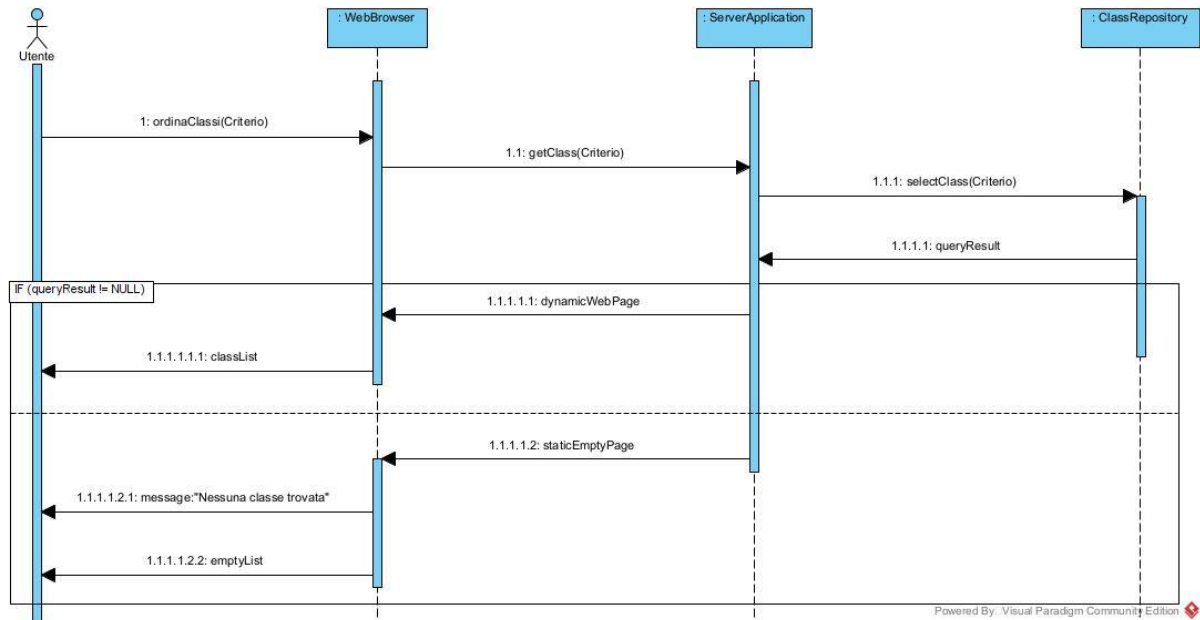 : WebBrowser
: ServerApplication
: ClassRepository
Utente
1: ordinaClassi(Criterio)
1.1: getClass(Criterio)
1.1.1: selectClass(Criterio)
1.1.1.1: queryResult
IF (queryResult != NULL)
1.1.1.1.1: dynamicWebPage
1.1.1.1.1.1: classList
1.1.1.1.2: staticEmptyPage
1.1.1.1.2.1: message:"Nessuna classe trovata"
1.1.1.1.2.2: emptyList
Powered By Visual Paradigm Community Edition